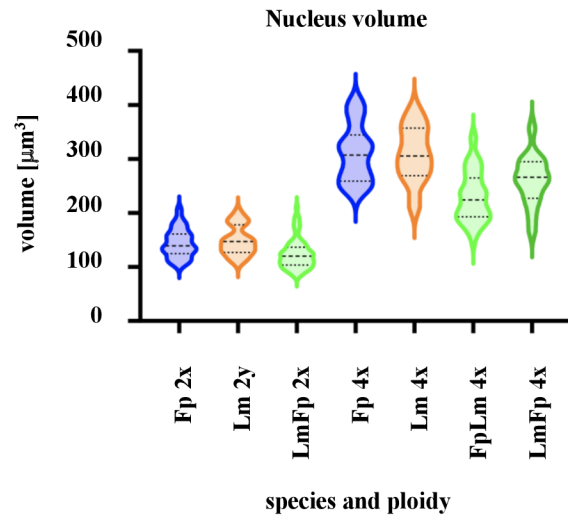 Nucleus volume
500
400
300
200
100
0
volume [µm³]
Fp 2x
Lm 2y
LmFp 2x
Fp 4x
Lm 4x
FpLm 4x
LmFp 4x
species and ploidy